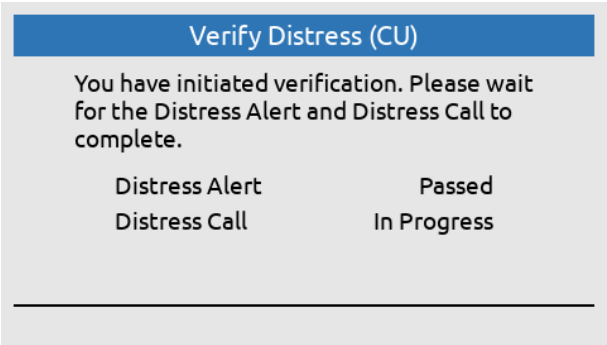 Verify Distress (CU)
You have initiated verification. Please wait
for the Distress Alert and Distress Call to
complete.
Distress Alert Passed
Distress Call In Progress